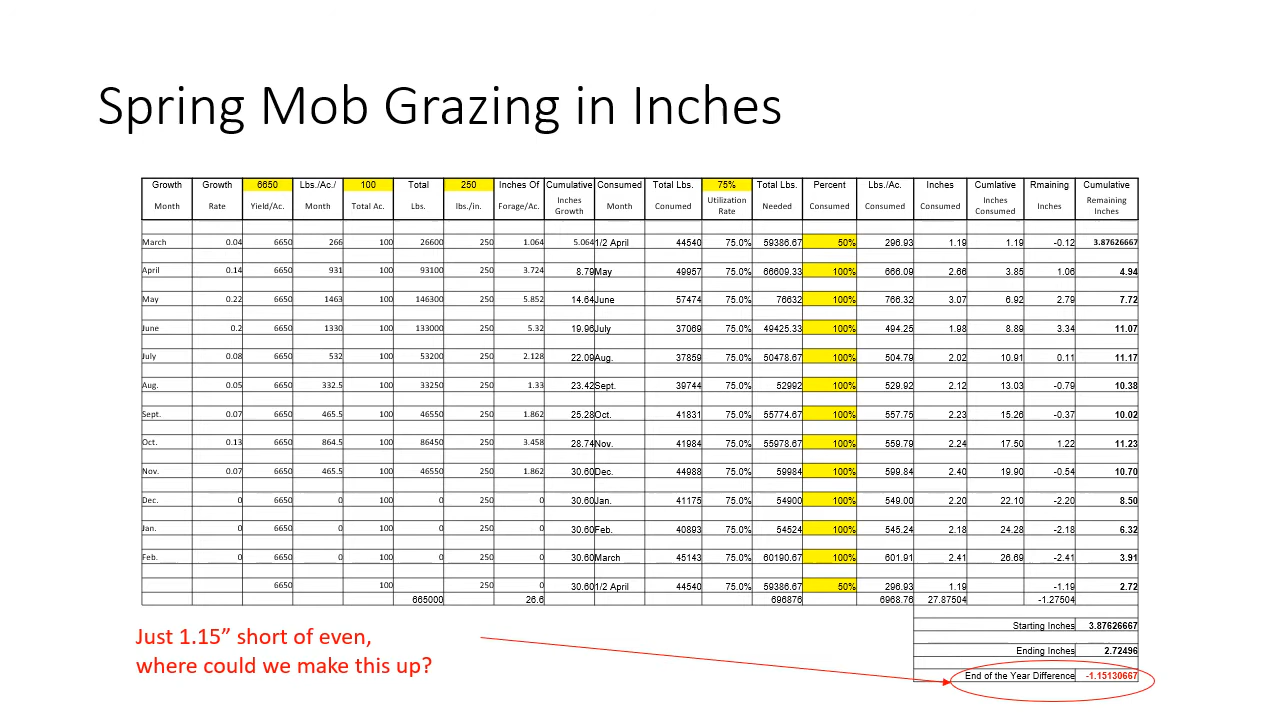 Spring Mob Grazing in Inches
Growth Growth 6650 Lbs./Ac./ 100 Total 250 Inches Of Cumulative Consumed Total Lbs. 75% Total Lbs. Percent Lbs./Ac. Inches Cumlative Rmaining Cumulative
Month Rate Yield/Ac. Month Total Ac. Lbs. lbs./in. Forage/Ac. Inches Growth Month Conumed Utilization Rate Needed Consumed Consumed Consumed Inches Consumed Inches Remaining Inches
March 0.04 6650 266 100 26600 250 1.064 5.064 1/2 April 44540 75.0% 59386.67 50% 296.93 1.19 1.19 -0.12 3.87626667
April 0.14 6650 931 100 93100 250 3.724 8.79 May 49957 75.0% 66609.33 100% 666.09 2.66 3.85 1.06 4.94
May 0.22 6650 1463 100 146300 250 5.852 14.64 June 57474 75.0% 76632 100% 766.32 3.07 6.92 2.79 7.72
June 0.2 6650 1330 100 133000 250 5.32 19.96 July 37069 75.0% 49425.33 100% 494.25 1.98 8.89 3.34 11.07
July 0.08 6650 532 100 53200 250 2.128 22.09 Aug. 37859 75.0% 50478.67 100% 504.79 2.02 10.91 0.11 11.17
Aug. 0.05 6650 332.5 100 33250 250 1.33 23.42 Sept. 39744 75.0% 52992 100% 529.92 2.12 13.03 -0.79 10.38
Sept. 0.07 6650 465.5 100 46550 250 1.862 25.28 Oct. 41831 75.0% 55774.67 100% 557.75 2.23 15.26 -0.37 10.02
Oct. 0.13 6650 864.5 100 86450 250 3.458 28.74 Nov. 41984 75.0% 55978.67 100% 559.79 2.24 17.50 1.22 11.23
Nov. 0.07 6650 465.5 100 46550 250 1.862 30.60 Dec. 44988 75.0% 59984 100% 599.84 2.40 19.90 -0.54 10.70
Dec. 0 6650 0 100 0 250 0 30.60 Jan. 41175 75.0% 54900 100% 549.00 2.20 22.10 -2.20 8.50
Jan. 0 6650 0 100 0 250 0 30.60 Feb. 40893 75.0% 54524 100% 545.24 2.18 24.28 -2.18 6.32
Feb. 0 6650 0 100 0 250 0 30.60 March 45143 75.0% 60190.67 100% 601.91 2.41 26.69 -2.41 3.91
6650 100 250 0 30.60 1/2 April 44540 75.0% 59386.67 50% 296.93 1.19 -1.19 2.72
665000 26.6 696876 6968.76 27.87504 -1.27504
Starting Inches 3.87626667
Ending Inches 2.72496
End of the Year Difference -1.15130667
Just 1.15” short of even,
where could we make this up?